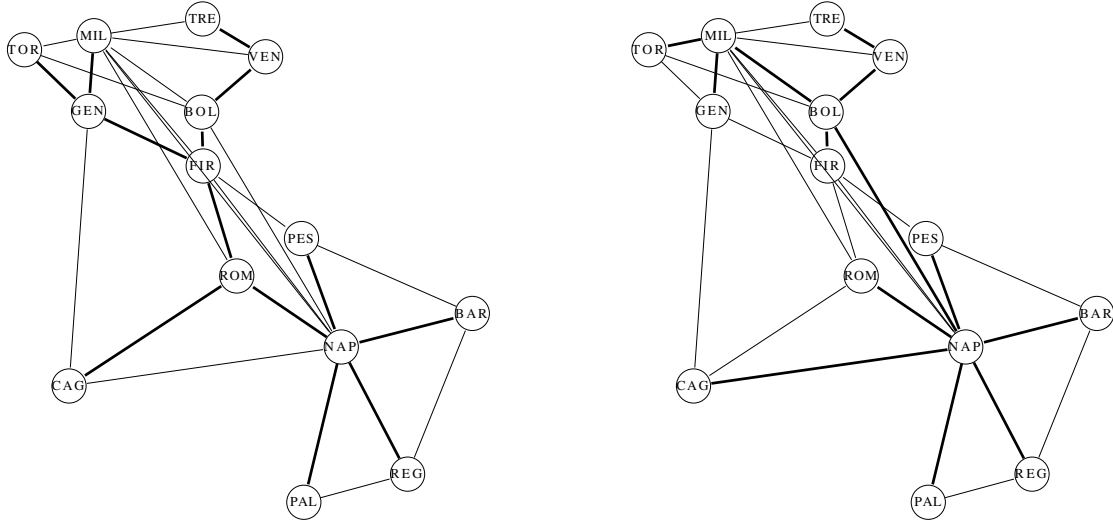 TRE
MIL
TOR
VEN
GEN
BOL
FIR
PES
ROM
BAR
NAP
CAG
REG
PAL
TRE
MIL
TOR
VEN
GEN
BOL
FIR
PES
ROM
BAR
NAP
CAG
REG
PAL